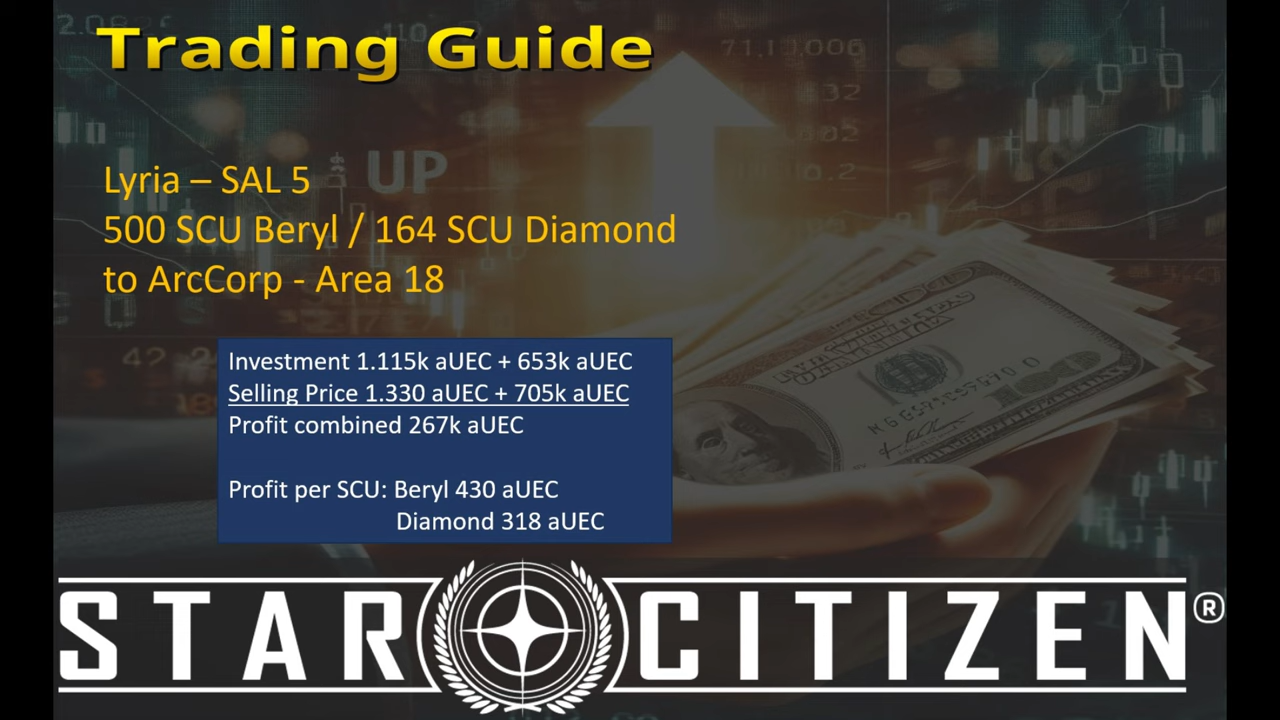 Trading Guide
UP
Lyria – SAL 5
500 SCU Beryl / 164 SCU Diamond
to ArcCorp - Area 18
Investment 1.115k aUEC + 653k aUEC
Selling Price 1.330 aUEC + 705k aUEC
Profit combined 267k aUEC
Profit per SCU: Beryl 430 aUEC
Diamond 318 aUEC
STAR CITIZEN®